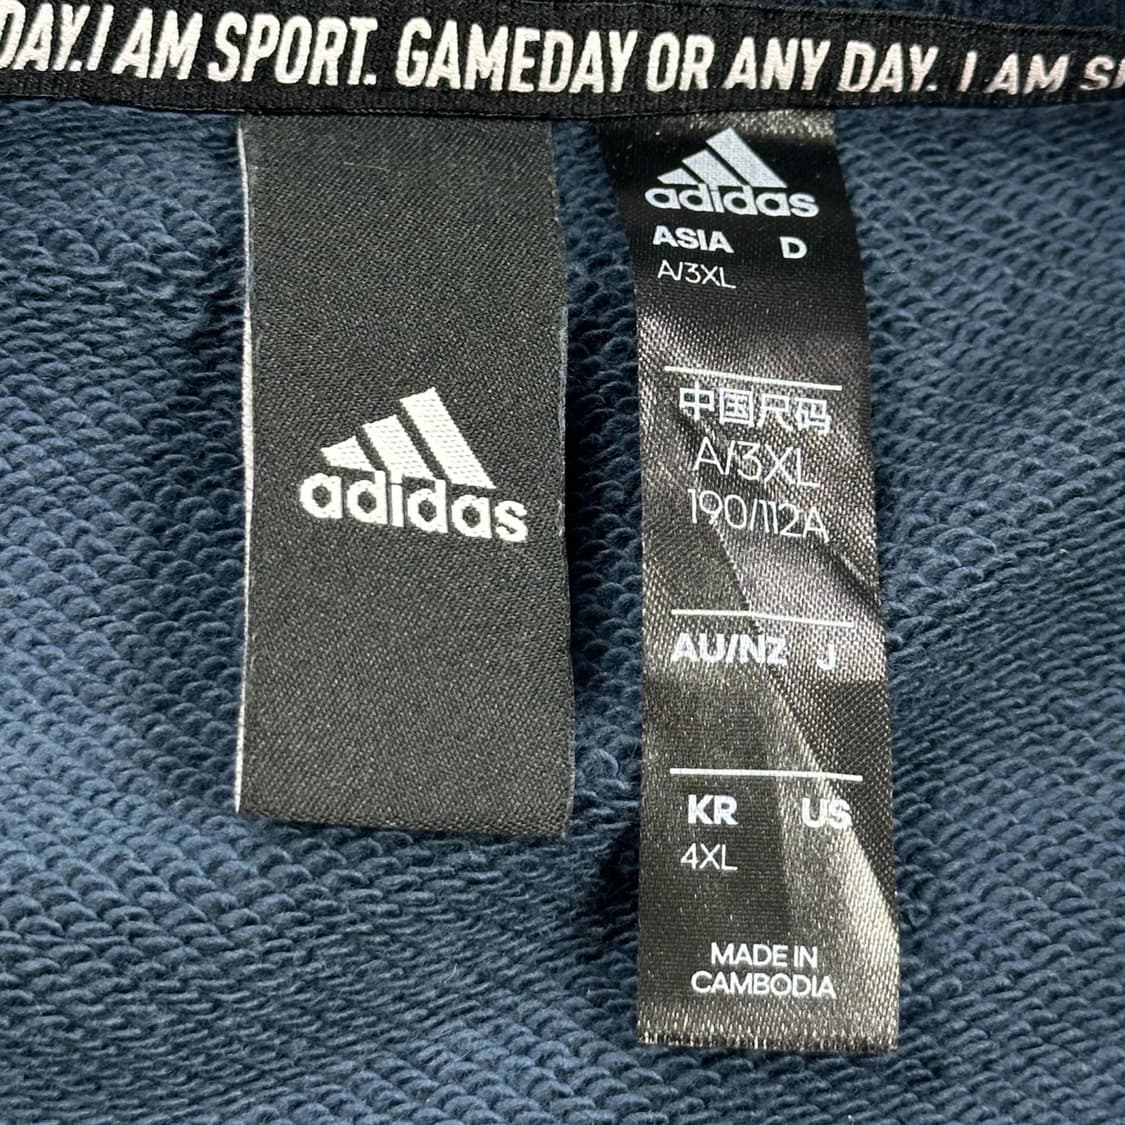 DAY. I AM SPORT. GAMEDAY OR ANY DAY. I AM
adidas
adidas
ASIA D
A/3XL
中国尺码
A/3XL
190/112A
AU/NZ J
KR US
4XL
MADE IN
CAMBODIA